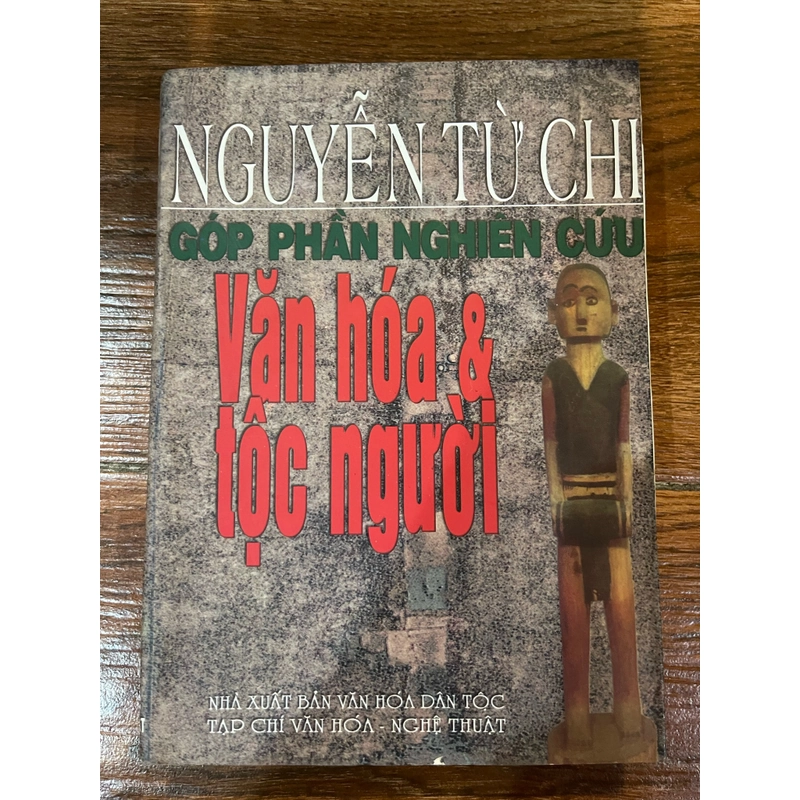 NGUYỄN TỪ CHI
GÓP PHẦN NGHIÊN CỨU
Văn hóa &
tộc người
NHÀ XUẤT BẢN VĂN HÓA DÂN TỘC
TẠP CHÍ VĂN HÓA - NGHỆ THUẬT